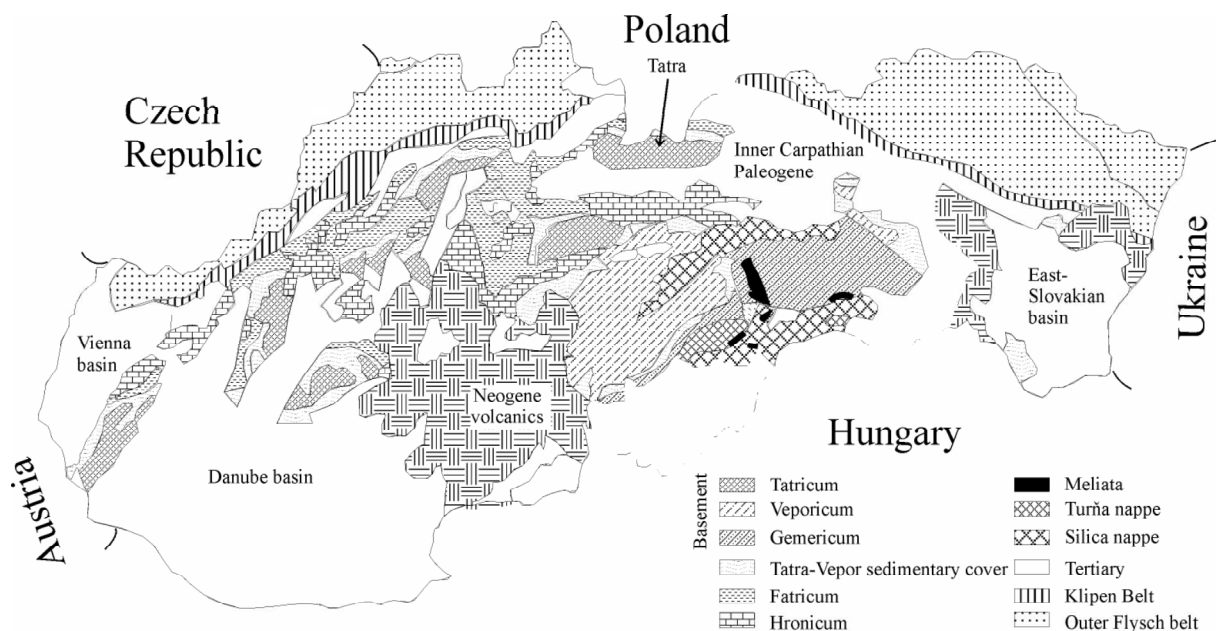 Poland
Tatra
Czech
Republic
Inner Carpathian
Paleogene
Ukraine
East-
Slovakian
basin
Vienna
basin
Neogene
volcanics
Danube basin
Austria
Hungary
Basement
Tatricum
Veporicum
Gemericum
Tatra-Vepor sedimentary cover
Fatricum
Hronicum
Meliata
Turňa nappe
Silica nappe
Tertiary
Klipen Belt
Outer Flysch belt